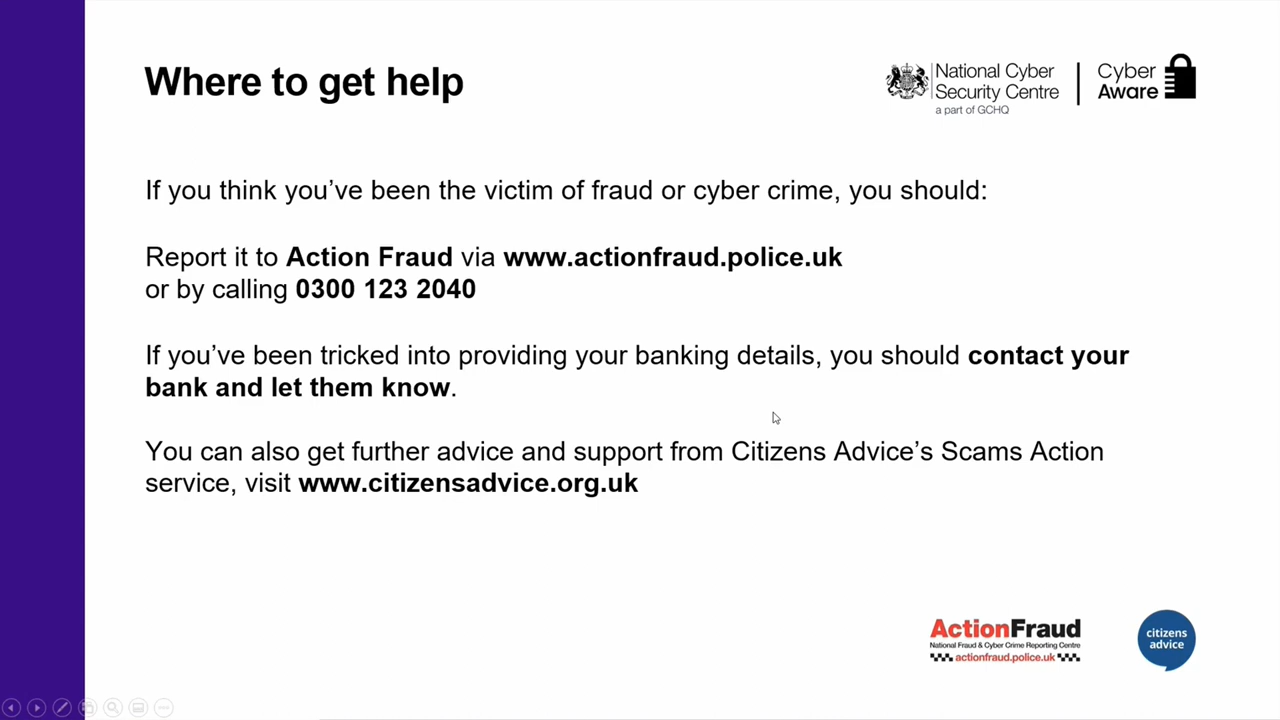 Where to get help
National Cyber
Security Centre
a part of GCHQ
Cyber
Aware
If you think you’ve been the victim of fraud or cyber crime, you should:
Report it to Action Fraud via www.actionfraud.police.uk
or by calling 0300 123 2040
If you’ve been tricked into providing your banking details, you should contact your
bank and let them know.
You can also get further advice and support from Citizens Advice’s Scams Action
service, visit www.citizensadvice.org.uk
ActionFraud
National Fraud & Cyber Crime Reporting Centre
actionfraud.police.uk
citizens
advice